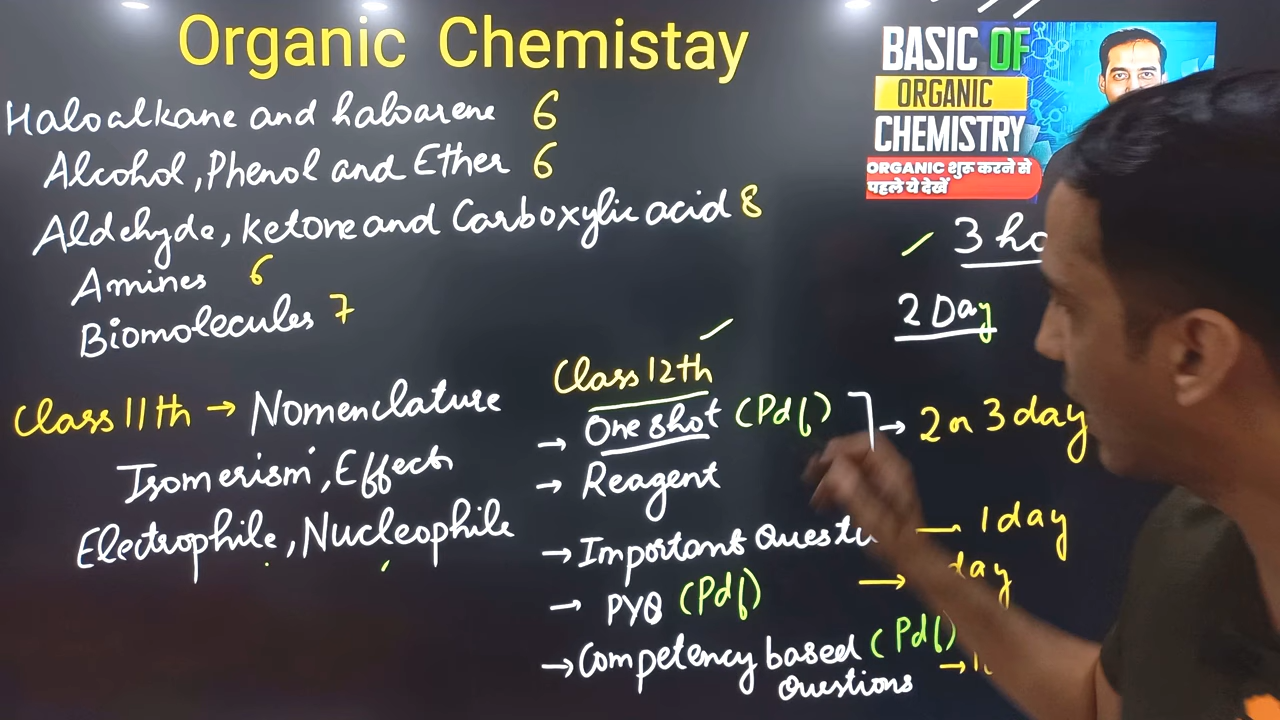 Organic Chemistay
Haloalkane and haloarene 6
Alcohol, Phenol and Ether 6
Aldehyde, ketone and Carboxylic acid 8
Amines 6
Biomolecules 7
Class 11th → Nomenclature
Isomerism, Effect
Electrophile, Nucleophile
BASIC OF
ORGANIC
CHEMISTRY
ORGANIC शुरू करने से
पहले ये देखें
3
2 Day
Class 12th
→ One shot (Pdf) → 2 or 3 day
→ Reagent
→ Important — 1 day
→ PYQ (Pdf) → day
→ Competency based (Pdf) →
Questions